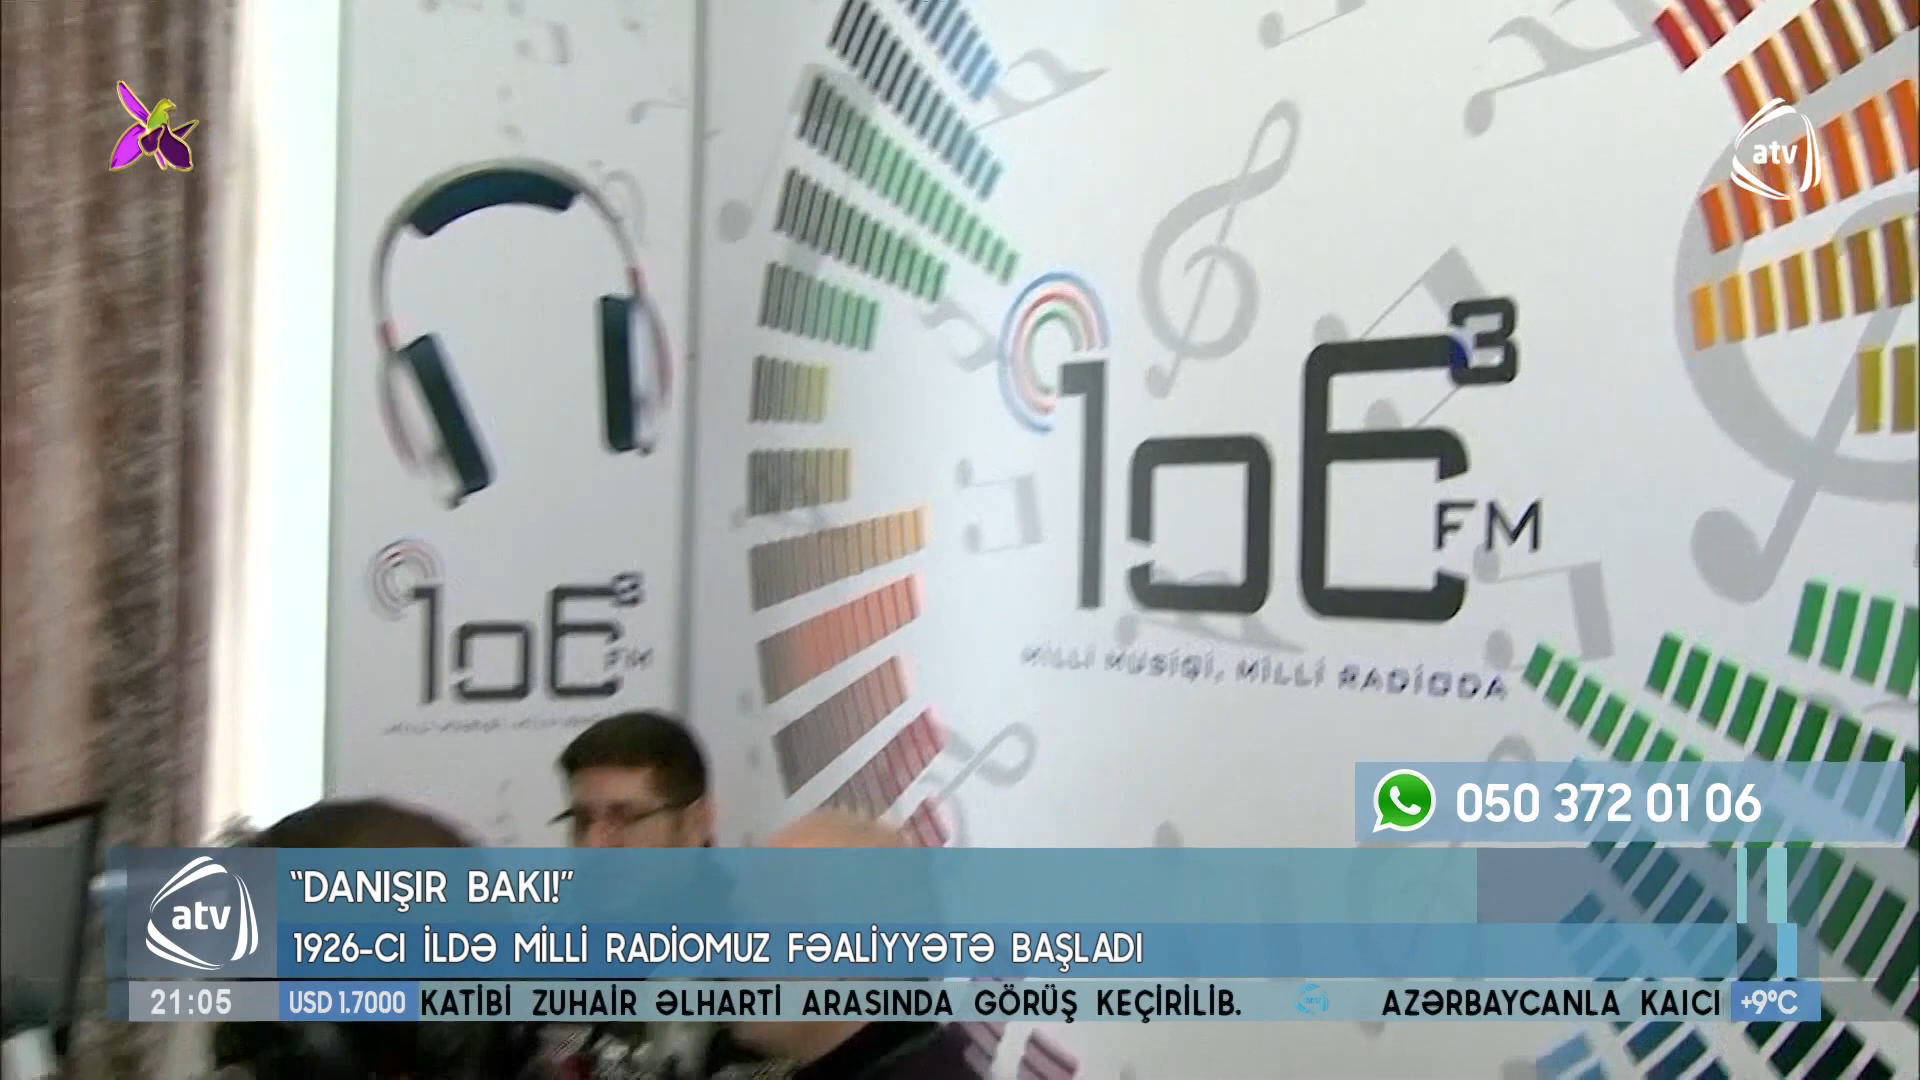 atv
106³
FM
MİLLİ MUSİQİ, MİLLİ RADİODA
106³
FM
050 372 01 06
atv
“DANIŞIR BAKI!”
1926-CI İLDƏ MİLLİ RADİOMUZ FƏALİYYƏTƏ BAŞLADI
21:05 USD 1.7000 KATİBİ ZUHAİR ƏLHARTİ ARASINDA GÖRÜŞ KEÇİRİLİB. atv AZƏRBAYCANLA KAICI +9°C